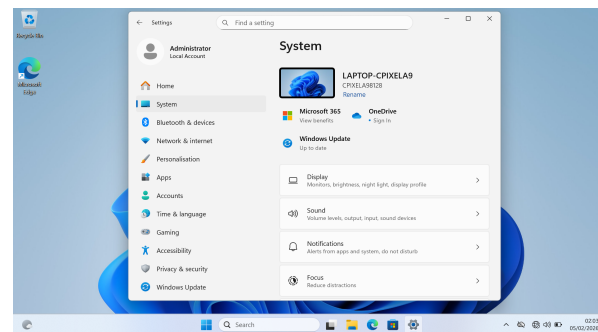 Recycle Bin
Microsoft
Edge
Settings
Find a setting
Administrator
Local Account
Home
System
Bluetooth & devices
Network & internet
Personalisation
Apps
Accounts
Time & language
Gaming
Accessibility
Privacy & security
Windows Update
System
LAPTOP-CPIXELA9
CPIXELA98128
Rename
Microsoft 365
View benefits
OneDrive
• Sign In
Windows Update
Up to date
Display
Monitors, brightness, night light, display profile
Sound
Volume levels, output, input, sound devices
Notifications
Alerts from apps and system, do not disturb
Focus
Reduce distractions
Search
02:03
05/02/202